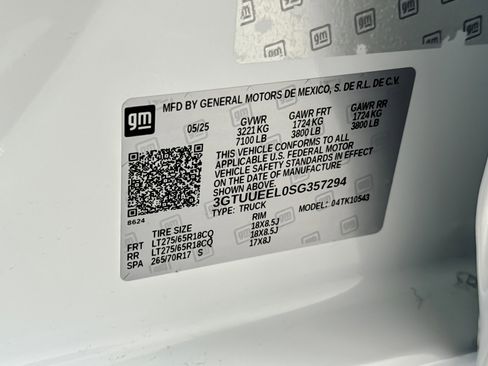 gm
MFD BY GENERAL MOTORS DE MEXICO, S. DE R.L. DE C.V.
05/25 GVWR GAWR FRT GAWR RR
3221 KG 1724 KG 1724 KG
7100 LB 3800 LB 3800 LB
THIS VEHICLE CONFORMS TO ALL
APPLICABLE U.S. FEDERAL MOTOR
VEHICLE SAFETY STANDARDS IN
EFFECT ON THE DATE OF MANUFACTURE
SHOWN ABOVE.
3GTUUEEL0SG357294
TYPE: TRUCK MODEL: 04TK10543
8624
TIRE SIZE RIM
FRT LT275/65R18CQ 18X8.5J
RR LT275/65R18CQ 18X8.5J
SPA 265/70R17 S 17X8J